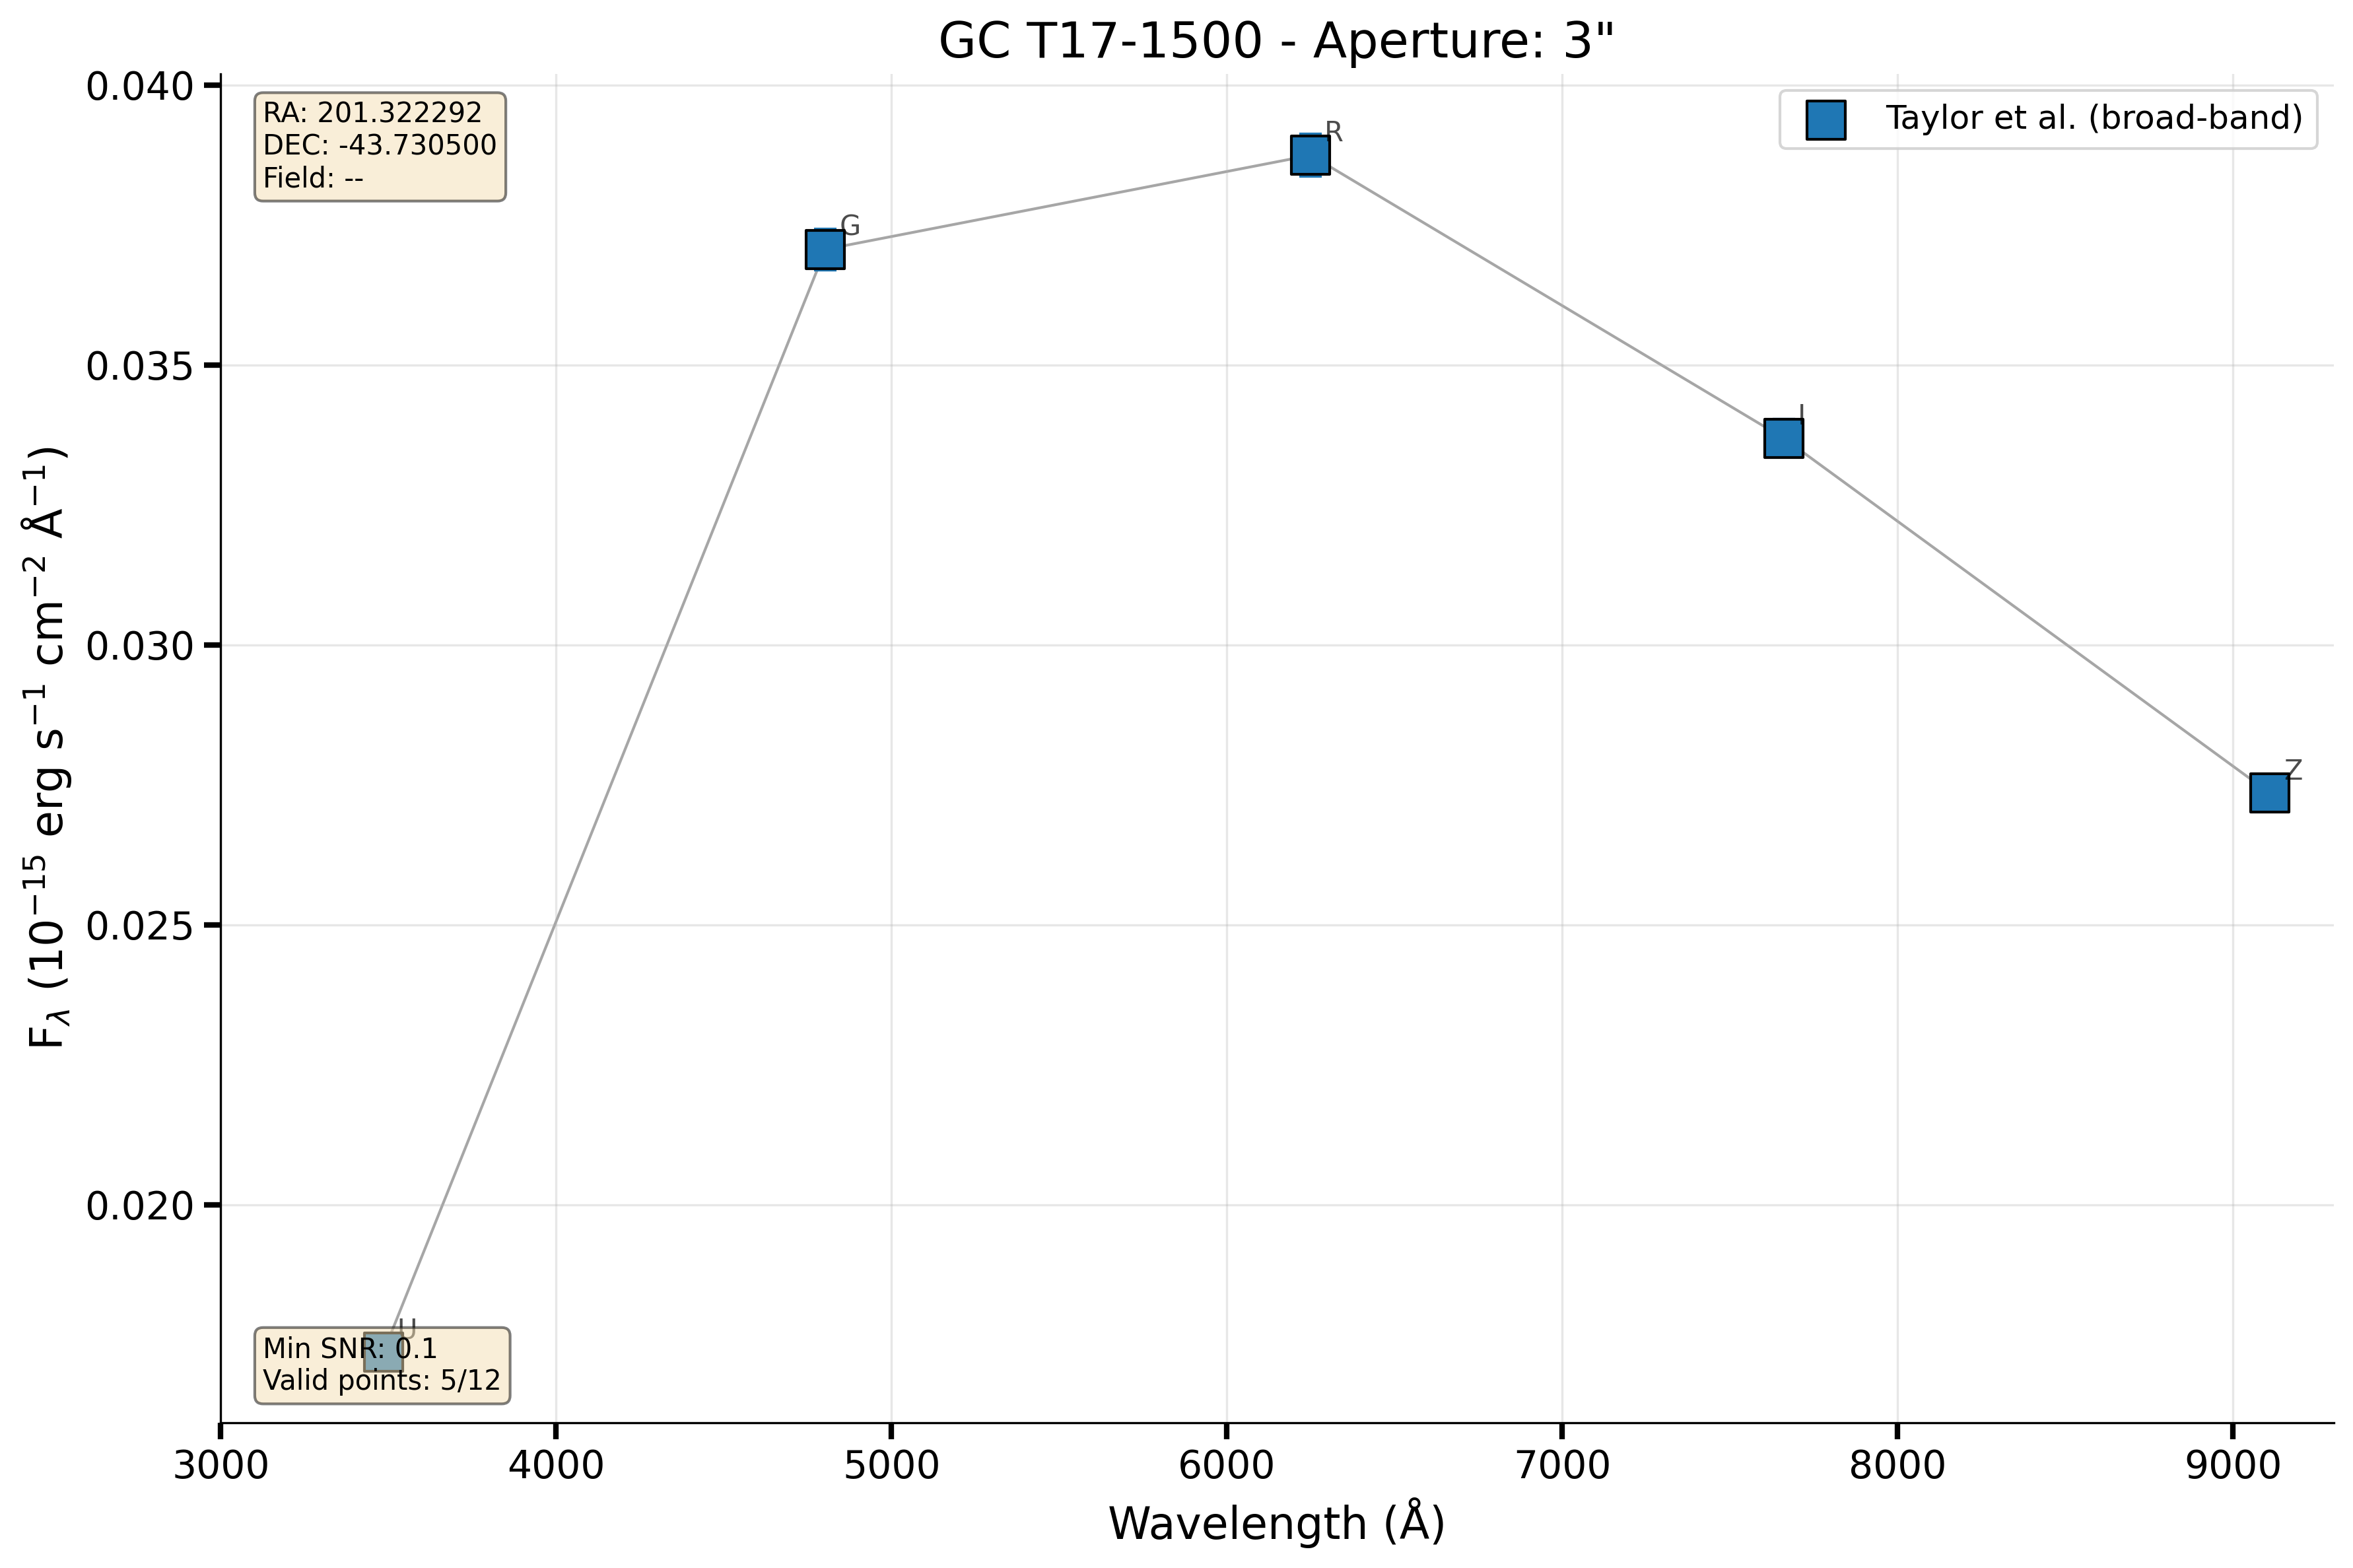 GC T17-1500 - Aperture: 3"
RA: 201.322292
DEC: -43.730500
Field: --
Taylor et al. (broad-band)
0.040
0.035
0.030
0.025
0.020
F_λ (10⁻¹⁵ erg s⁻¹ cm⁻² Å⁻¹)
R
G
I
Z
U
Min SNR: 0.1
Valid points: 5/12
3000 4000 5000 6000 7000 8000 9000
Wavelength (Å)